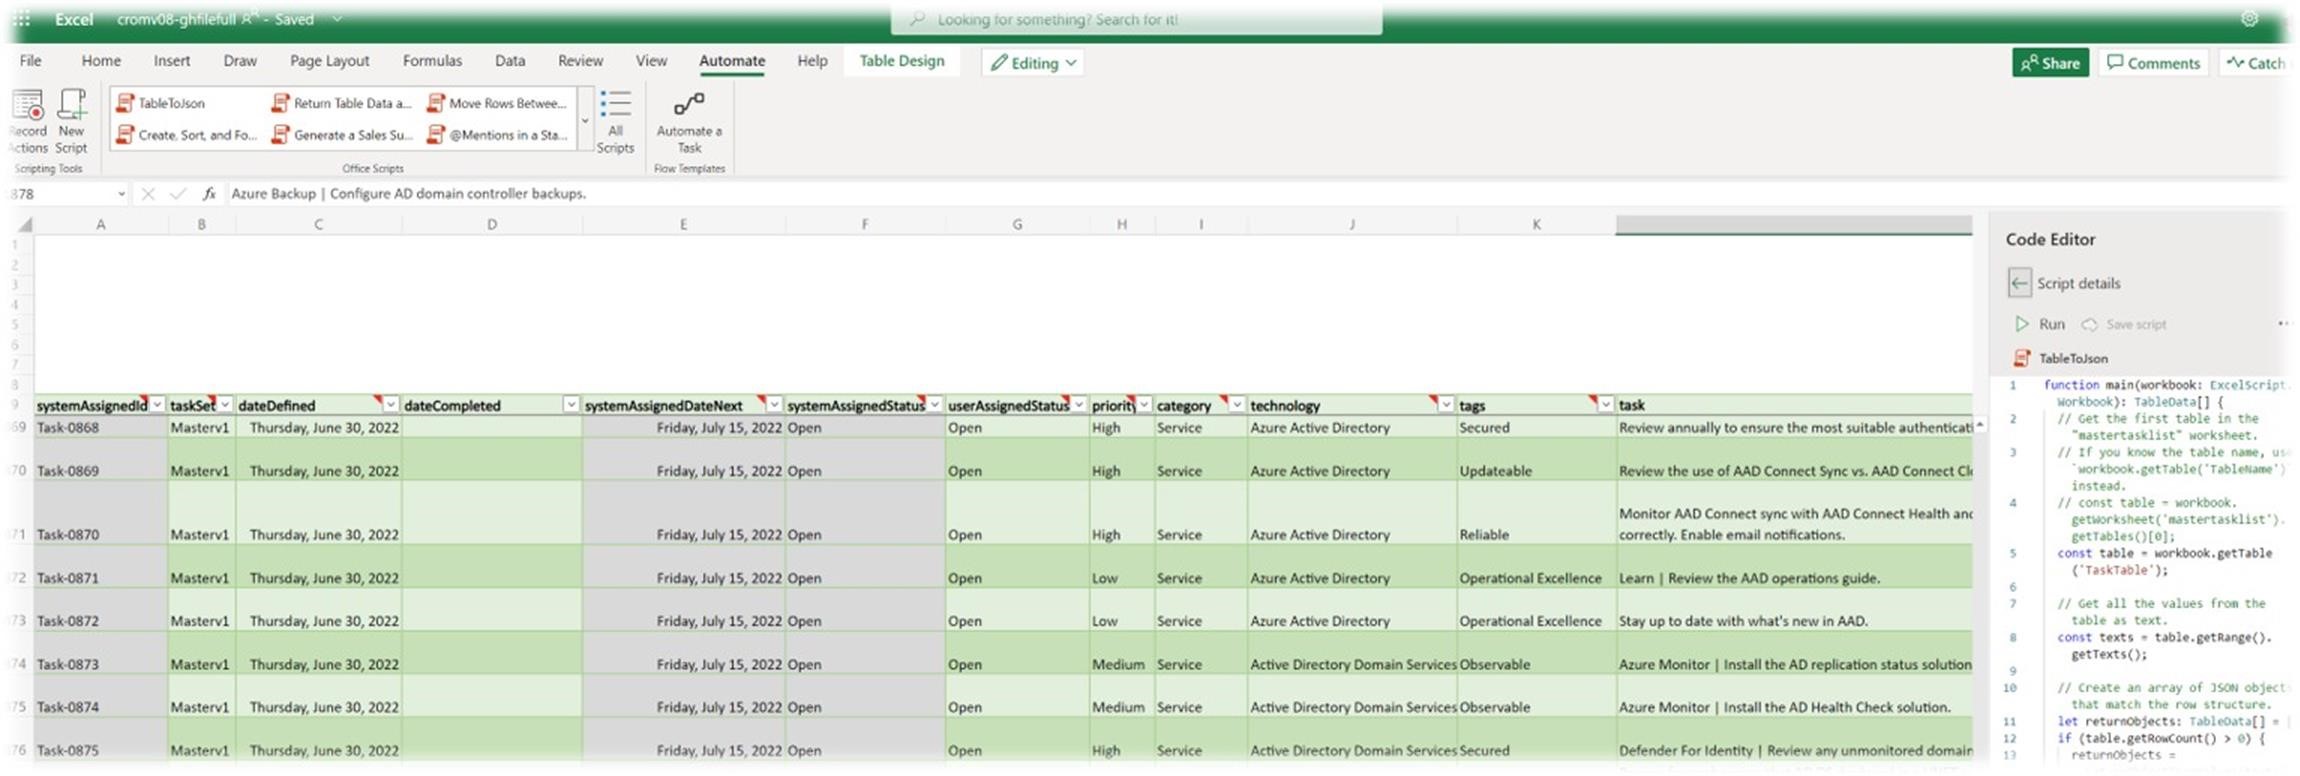 Excel cromv08-ghfilefull - Saved
Looking for something? Search for it!
File Home Insert Draw Page Layout Formulas Data Review View Automate Help Table Design Editing Share Comments Catch
TableToJson Return Table Data a... Move Rows Betwee...
Create, Sort, and Fo... Generate a Sales Su... @Mentions in a Sta...
Record Actions New Script All Scripts Automate a Task
Scripting Tools Office Scripts Flow Templates
878 fx Azure Backup | Configure AD domain controller backups.
A B C D E F G H I J K
1
2
3
4
5
6
7
8
9 systemAssignedId taskSet dateDefined dateCompleted systemAssignedDateNext systemAssignedStatus userAssignedStatus priority category technology tags task
69 Task-0868 Masterv1 Thursday, June 30, 2022 Friday, July 15, 2022 Open Open High Service Azure Active Directory Secured Review annually to ensure the most suitable authenticati
70 Task-0869 Masterv1 Thursday, June 30, 2022 Friday, July 15, 2022 Open Open High Service Azure Active Directory Updateable Review the use of AAD Connect Sync vs. AAD Connect Cl
Monitor AAD Connect sync with AAD Connect Health and
71 Task-0870 Masterv1 Thursday, June 30, 2022 Friday, July 15, 2022 Open Open High Service Azure Active Directory Reliable correctly. Enable email notifications.
72 Task-0871 Masterv1 Thursday, June 30, 2022 Friday, July 15, 2022 Open Open Low Service Azure Active Directory Operational Excellence Learn | Review the AAD operations guide.
73 Task-0872 Masterv1 Thursday, June 30, 2022 Friday, July 15, 2022 Open Open Low Service Azure Active Directory Operational Excellence Stay up to date with what's new in AAD.
74 Task-0873 Masterv1 Thursday, June 30, 2022 Friday, July 15, 2022 Open Open Medium Service Active Directory Domain Services Observable Azure Monitor | Install the AD replication status solution
75 Task-0874 Masterv1 Thursday, June 30, 2022 Friday, July 15, 2022 Open Open Medium Service Active Directory Domain Services Observable Azure Monitor | Install the AD Health Check solution.
76 Task-0875 Masterv1 Thursday, June 30, 2022 Friday, July 15, 2022 Open Open High Service Active Directory Domain Services Secured Defender For Identity | Review any unmonitored domain
Code Editor
Script details
Run Save script ...
TableToJson
1 function main(workbook: ExcelScript.
Workbook): TableData[] {
2 // Get the first table in the
"mastertasklist" worksheet.
3 // If you know the table name, use
`workbook.getTable('TableName')
instead.
4 // const table = workbook.
getWorksheet('mastertasklist').
getTables()[0];
5 const table = workbook.getTable
('TaskTable');
6
7 // Get all the values from the
table as text.
8 const texts = table.getRange().
getTexts();
9
10 // Create an array of JSON objects
that match the row structure.
11 let returnObjects: TableData[] = [
12 if (table.getRowCount() > 0) {
13 returnObjects =